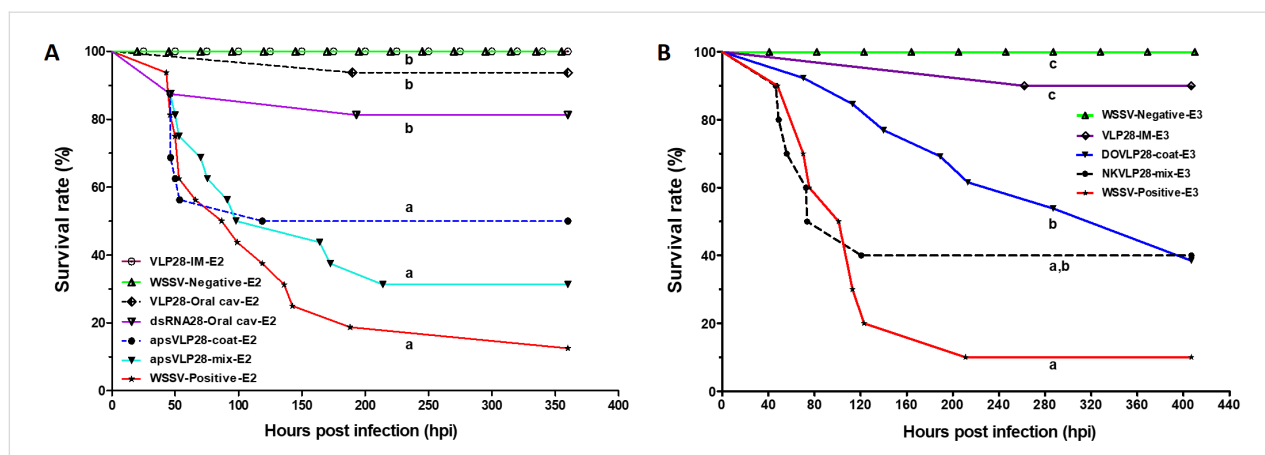 A
Survival rate (%)
100
80
60
40
20
0
b
b
b
a
a
a
VLP28-IM-E2
WSSV-Negative-E2
VLP28-Oral cav-E2
dsRNA28-Oral cav-E2
apsVLP28-coat-E2
apsVLP28-mix-E2
WSSV-Positive-E2
0 50 100 150 200 250 300 350 400
Hours post infection (hpi)
B
Survival rate (%)
100
80
60
40
20
0
c
c
b
a,b
a
WSSV-Negative-E3
VLP28-IM-E3
DOVLP28-coat-E3
NKVLP28-mix-E3
WSSV-Positive-E3
0 40 80 120 160 200 240 280 320 360 400 440
Hours post infection (hpi)